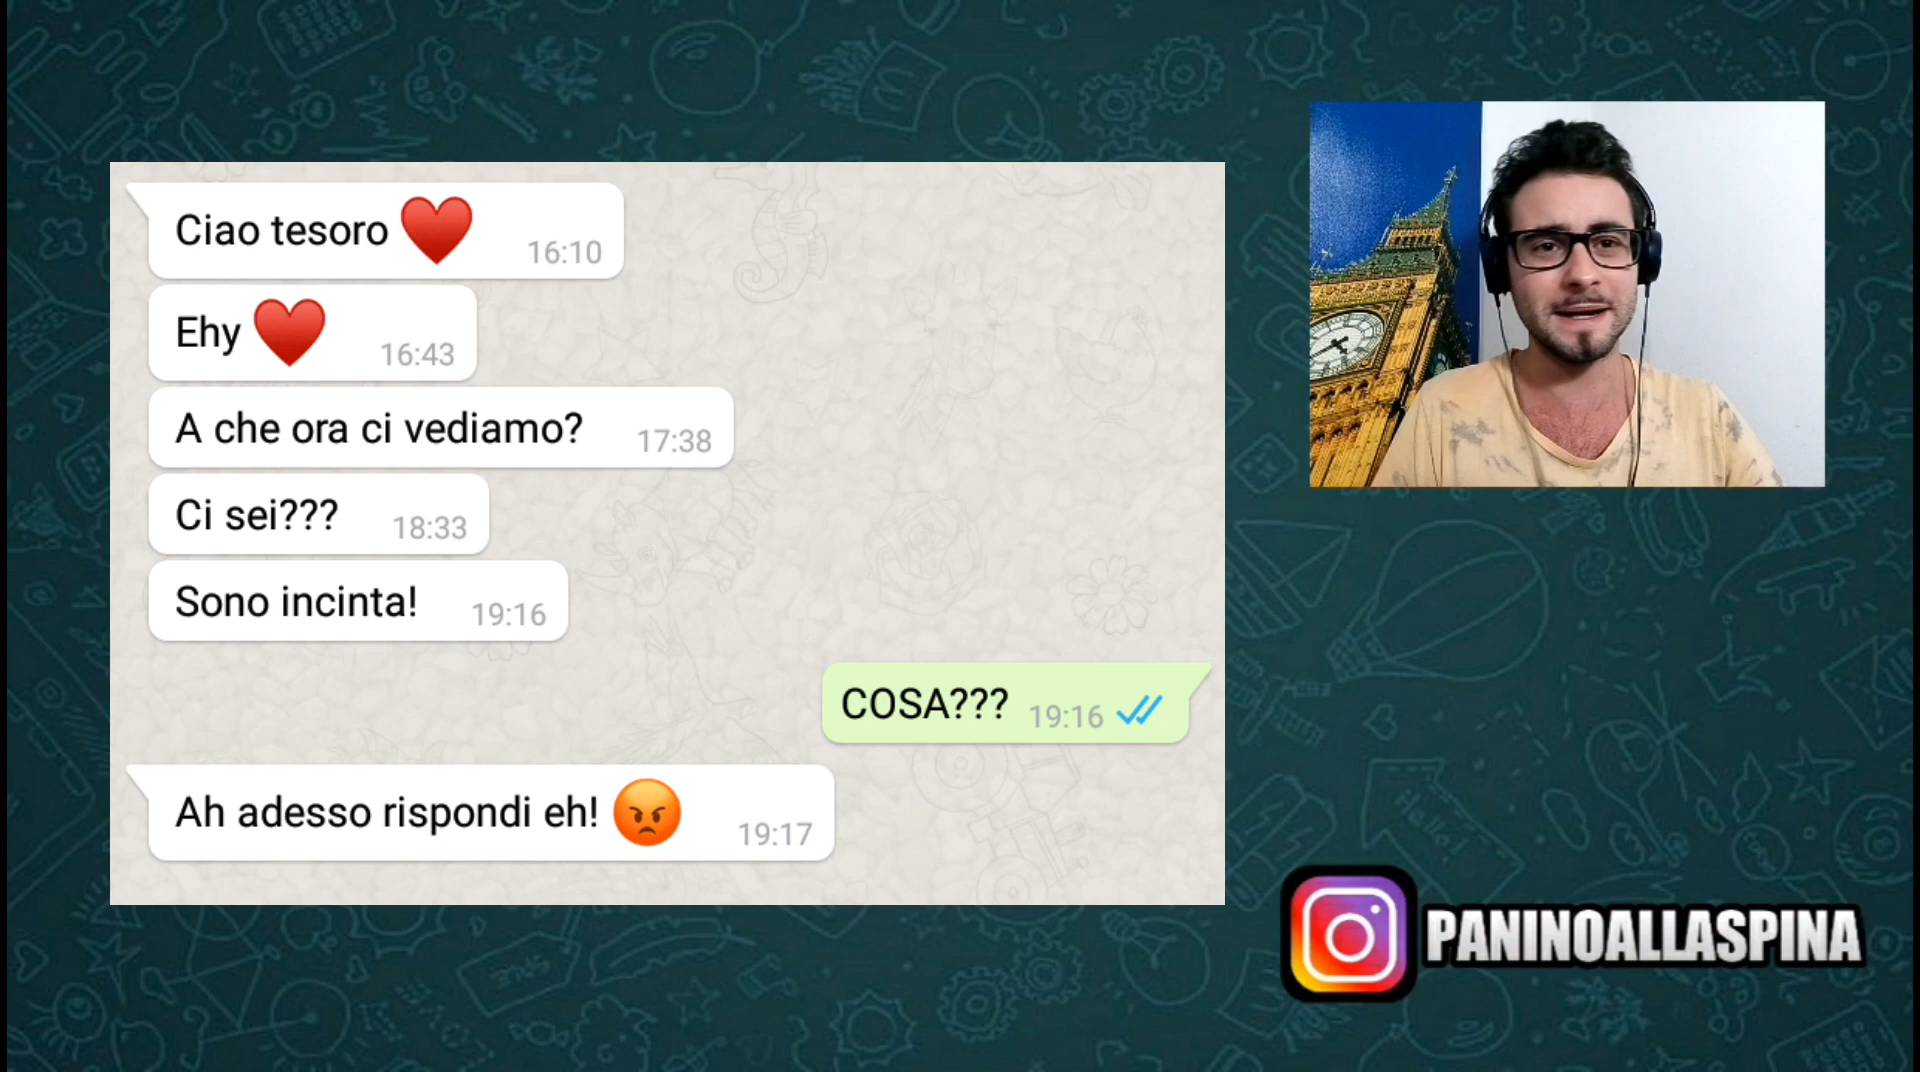 Ciao tesoro ❤️ 16:10
Ehy ❤️ 16:43
A che ora ci vediamo? 17:38
Ci sei??? 18:33
Sono incinta! 19:16
COSA??? 19:16
Ah adesso rispondi eh! 😡 19:17
PANINOALLASPINA